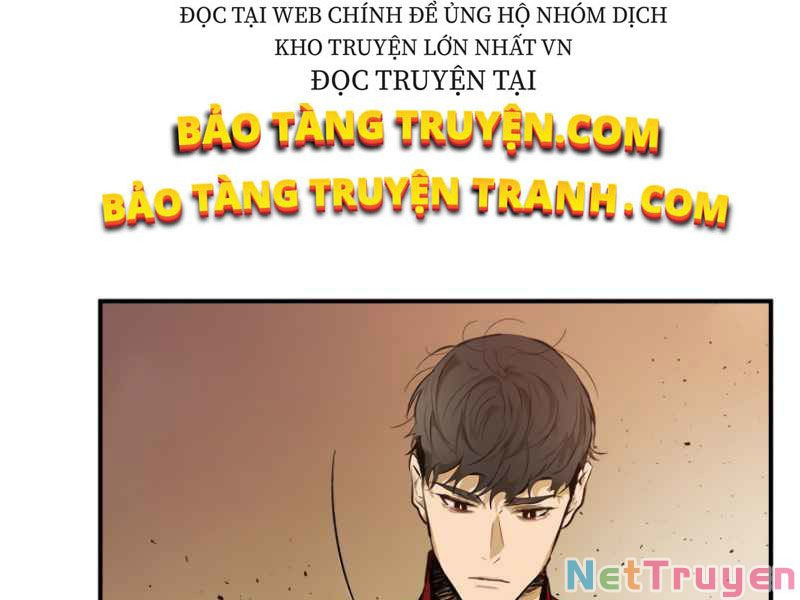 ĐỌC TẠI WEB CHÍNH ĐỂ ỦNG HỘ NHÓM DỊCH
KHO TRUYỆN LỚN NHẤT VN
ĐỌC TRUYỆN TẠI
BẢO TÀNG TRUYỆN.COM
BẢO TÀNG TRUYỆN TRANH.COM
NetTruyen